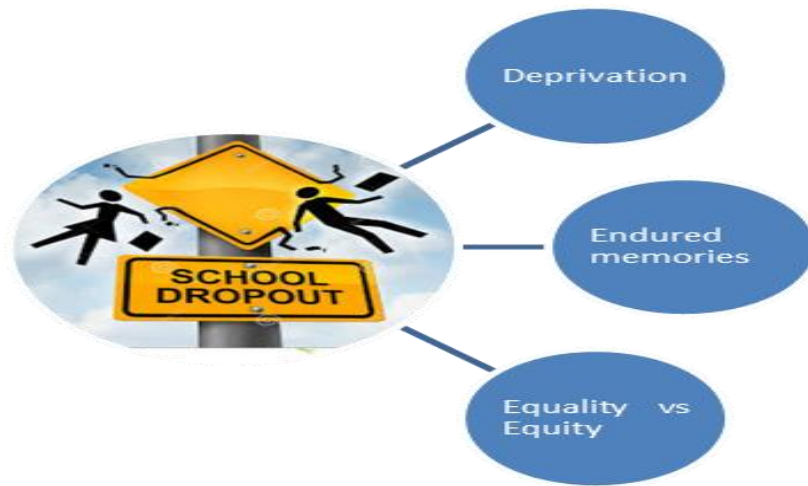 Deprivation
SCHOOL
DROPOUT
Endured
memories
Equality vs
Equity